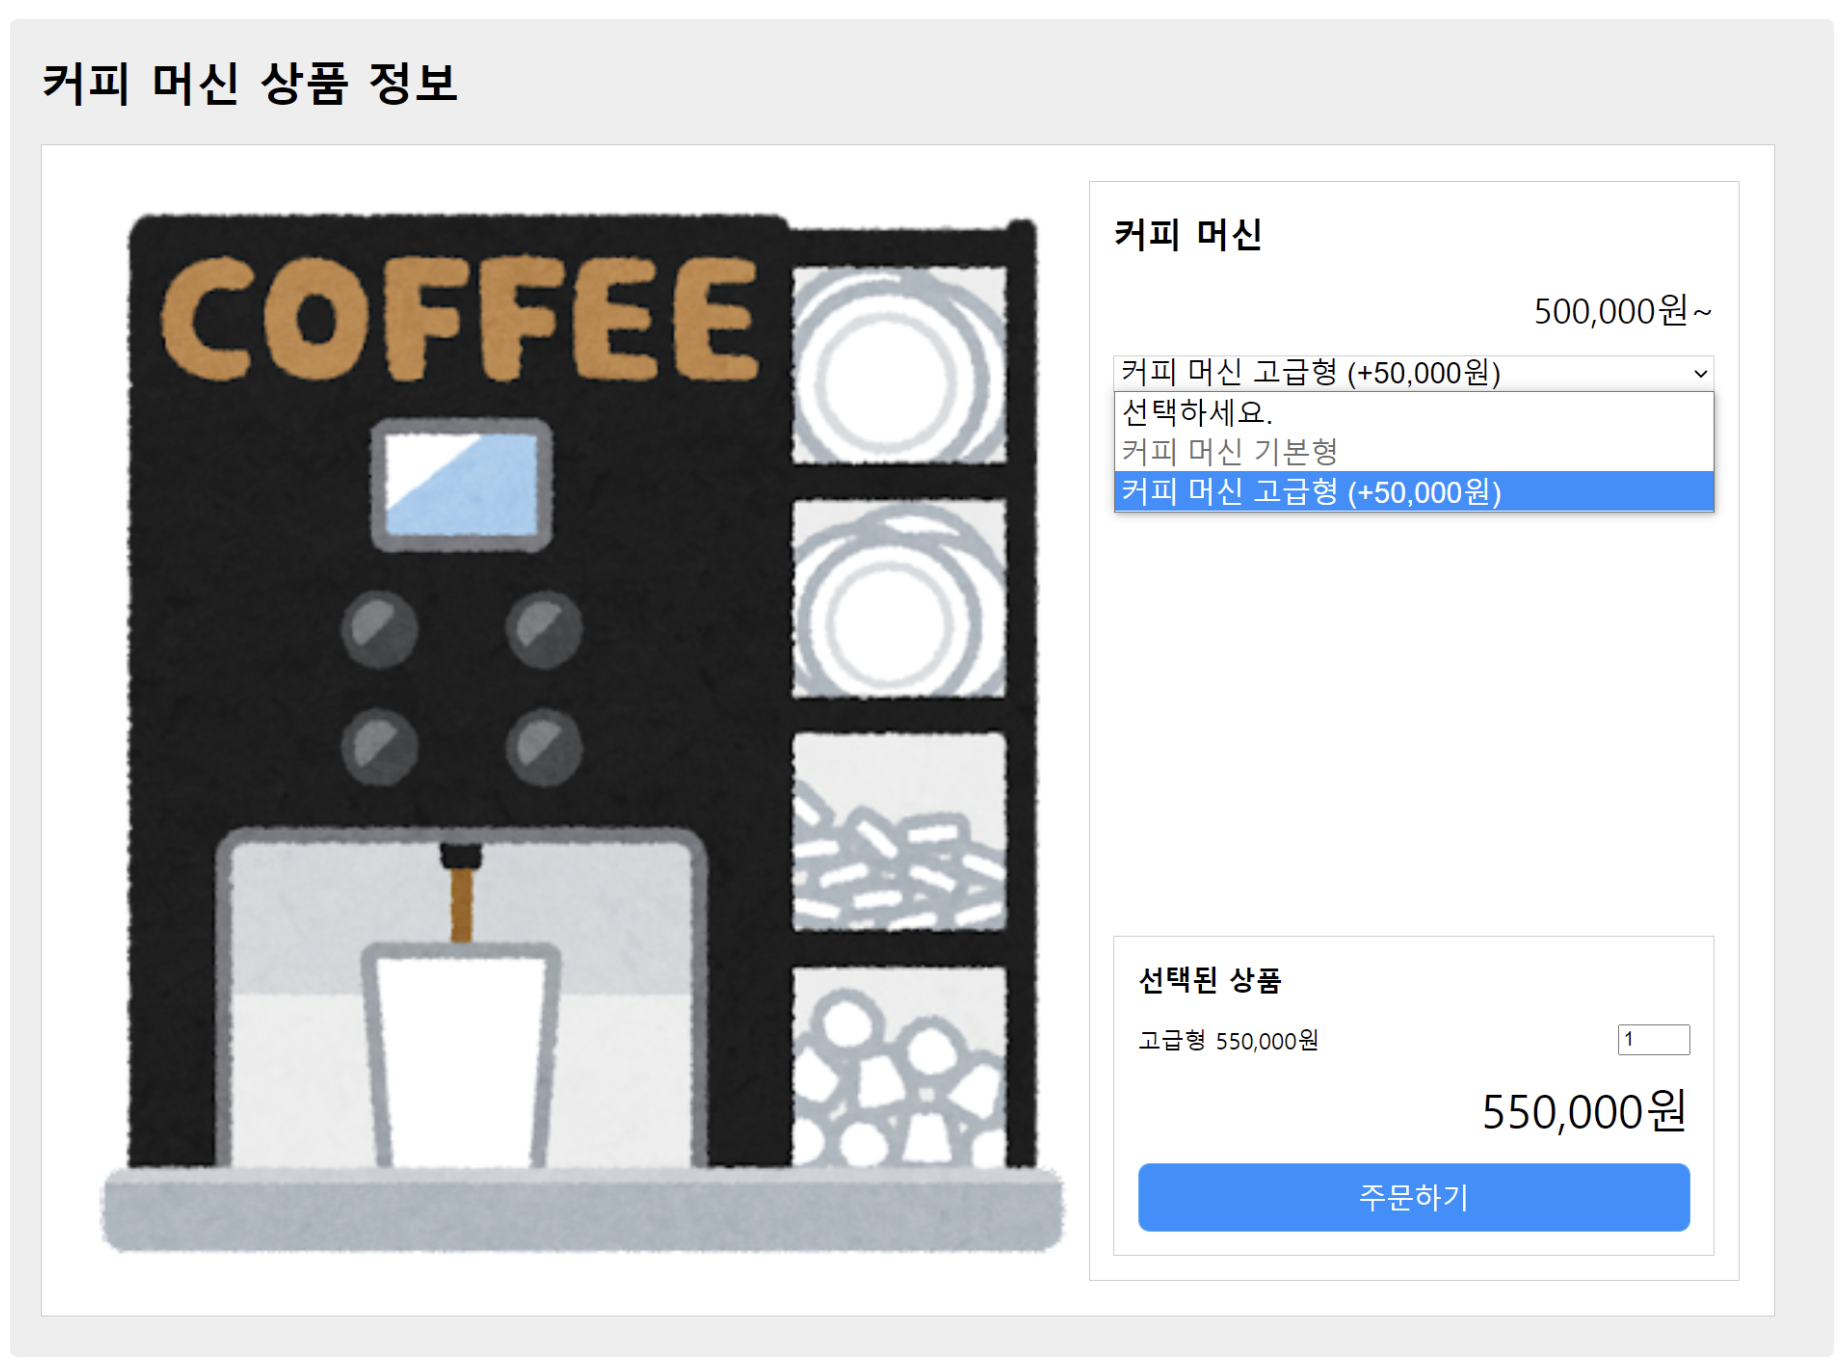 커피 머신 상품 정보
COFFEE
커피 머신
500,000원~
커피 머신 고급형 (+50,000원)
선택하세요.
커피 머신 기본형
커피 머신 고급형 (+50,000원)
선택된 상품
고급형 550,000원
1
550,000원
주문하기